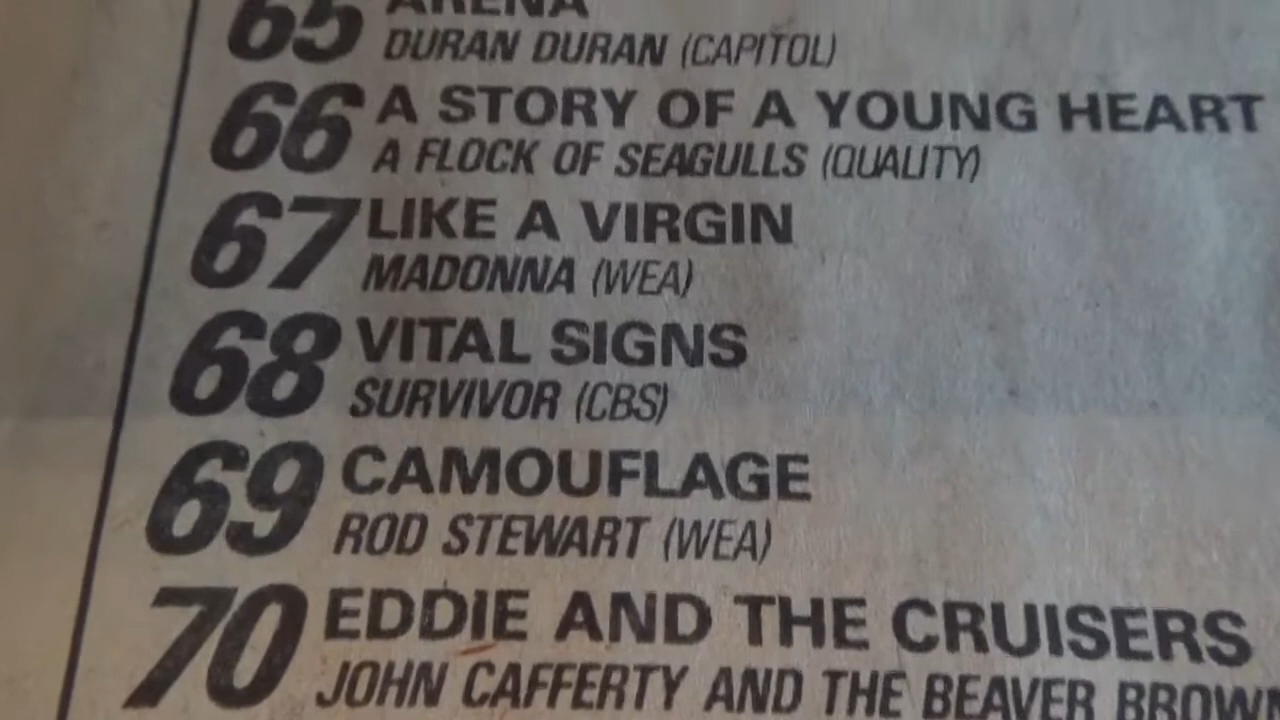 65 ARENA
DURAN DURAN (CAPITOL)
66 A STORY OF A YOUNG HEART
A FLOCK OF SEAGULLS (QUALITY)
67 LIKE A VIRGIN
MADONNA (WEA)
68 VITAL SIGNS
SURVIVOR (CBS)
69 CAMOUFLAGE
ROD STEWART (WEA)
70 EDDIE AND THE CRUISERS
JOHN CAFFERTY AND THE BEAVER BROWN